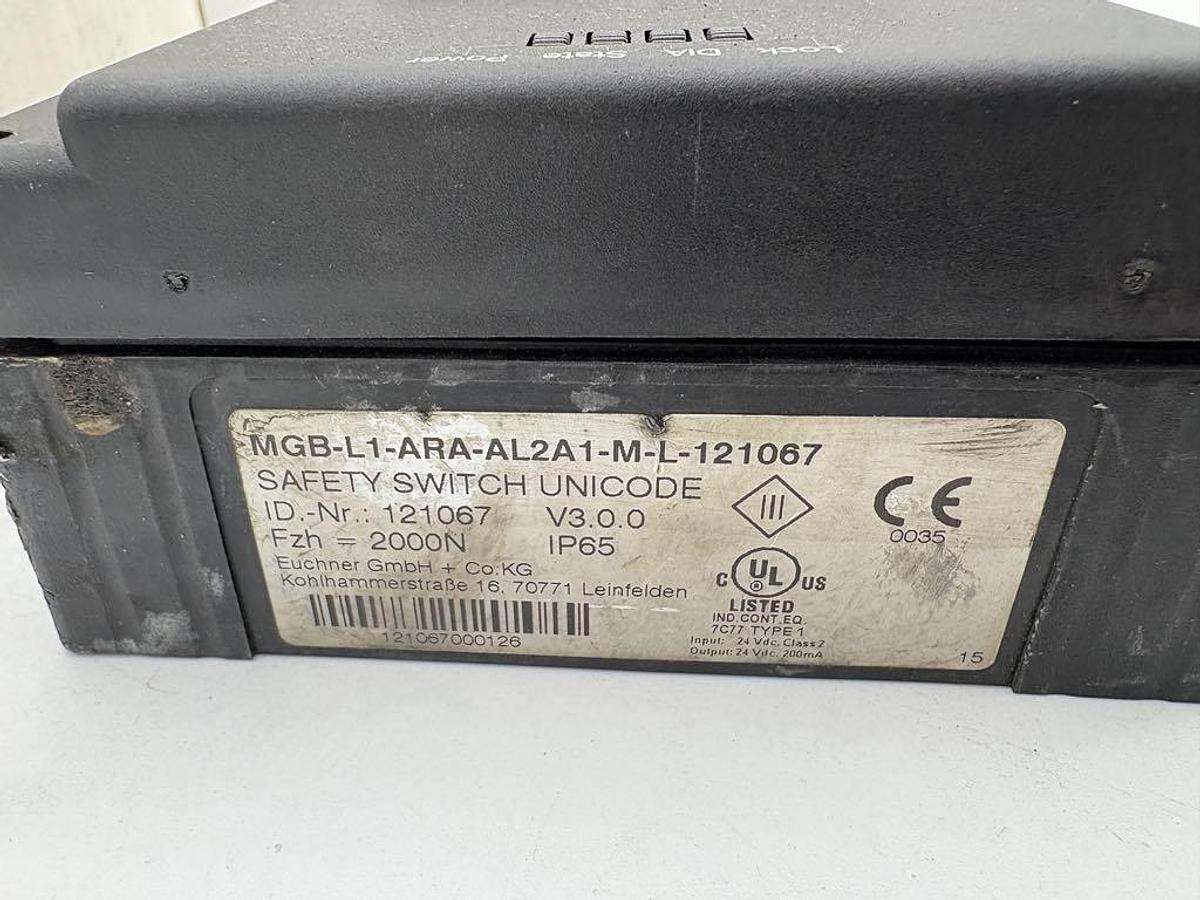 Power State DIA Lock
MGB-L1-ARA-AL2A1-M-L-121067
SAFETY SWITCH UNICODE
ID.-Nr.: 121067 V3.0.0
Fzh = 2000N IP65
Euchner GmbH + Co.KG
Kohlhammerstraße 16, 70771 Leinfelden
121067000126
III
CE
0035
C UL US
LISTED
IND.CONT.EQ.
7C77 TYPE 1
Input: 24 Vdc, Class 2
Output: 24 Vdc, 200mA
15